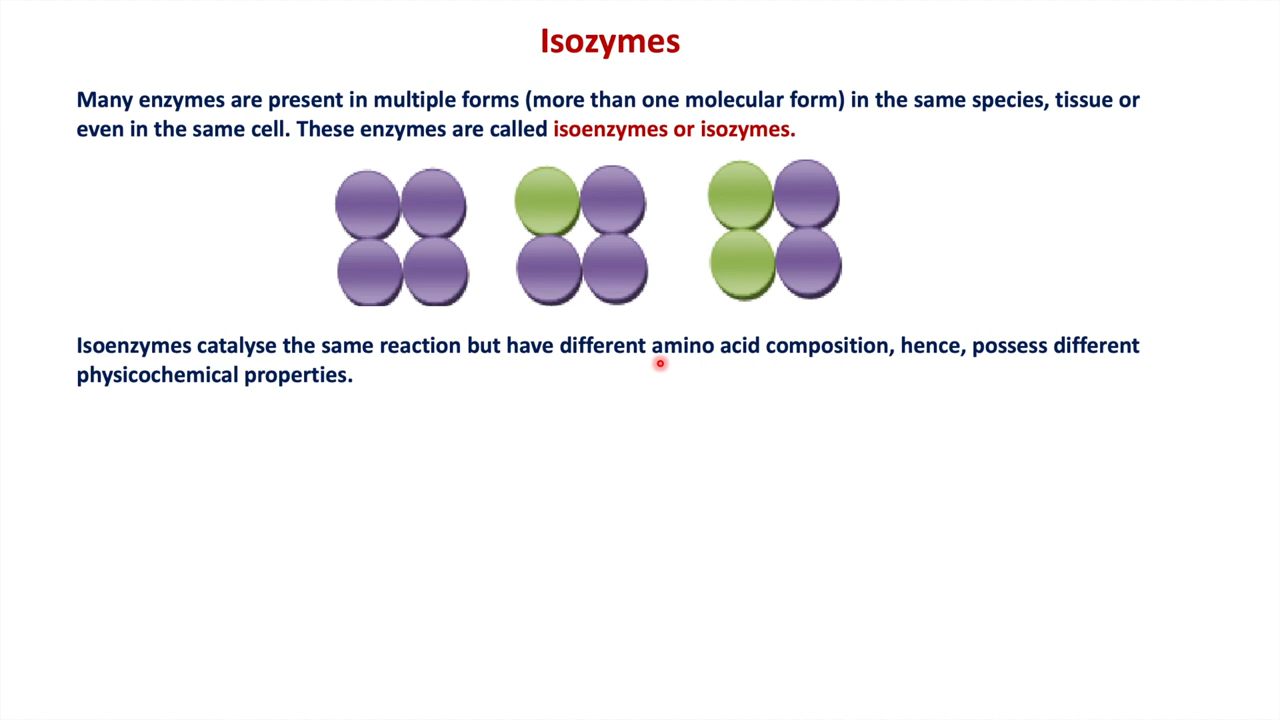 Isozymes
Many enzymes are present in multiple forms (more than one molecular form) in the same species, tissue or
even in the same cell. These enzymes are called isoenzymes or isozymes.
Isoenzymes catalyse the same reaction but have different amino acid composition, hence, possess different
physicochemical properties.